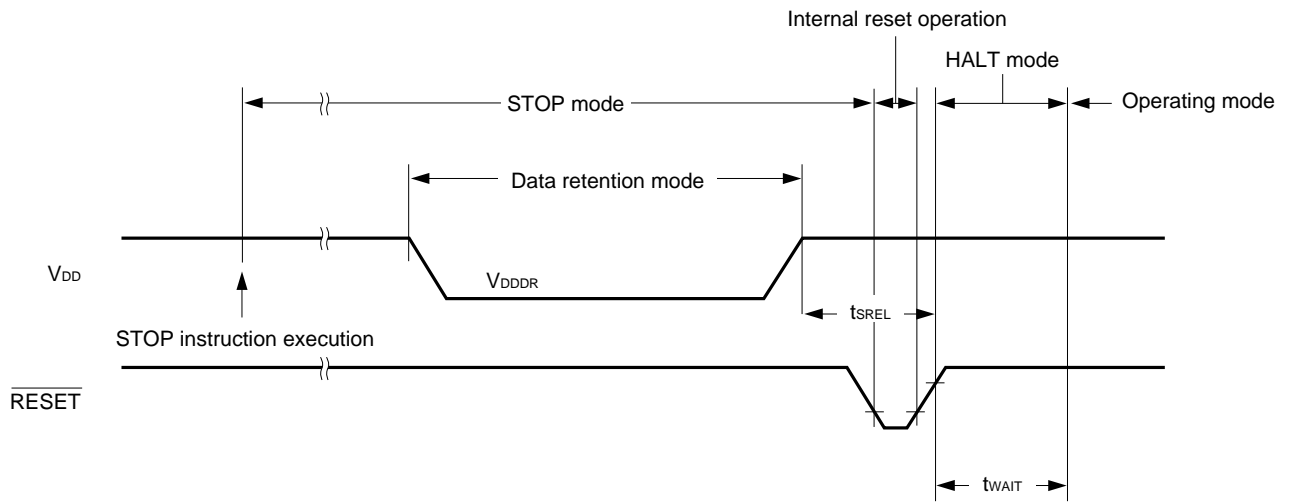 Internal reset operation
HALT mode
STOP mode
Operating mode
Data retention mode
VDD
VDDDR
tSREL
STOP instruction execution
RESET
tWAIT